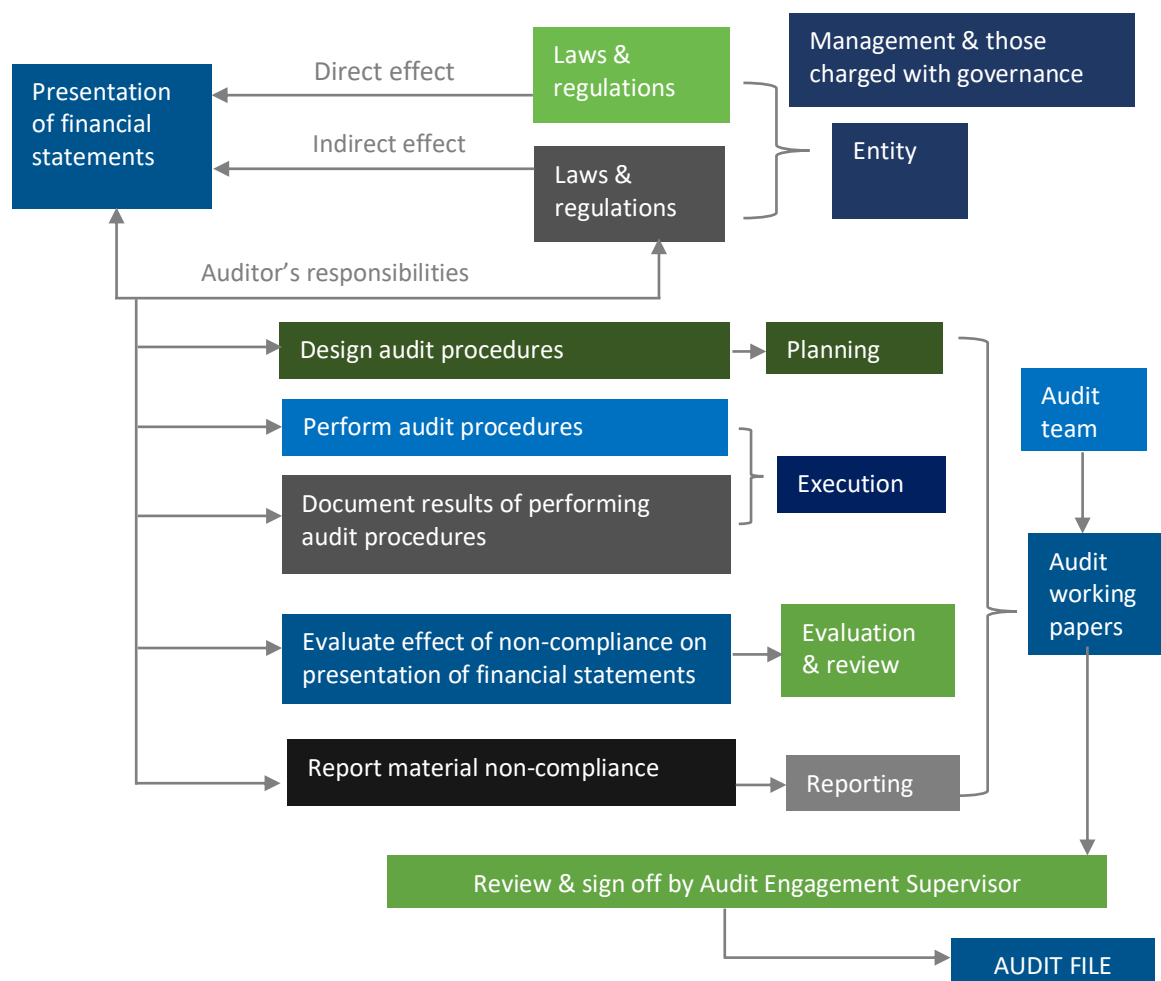 Management & those
charged with governance
Laws &
regulations
Direct effect
Presentation
of financial
statements
Indirect effect
Entity
Laws &
regulations
Auditor’s responsibilities
Design audit procedures
Planning
Audit
team
Perform audit procedures
Execution
Document results of performing
audit procedures
Audit
working
papers
Evaluate effect of non-compliance on
presentation of financial statements
Evaluation
& review
Report material non-compliance
Reporting
Review & sign off by Audit Engagement Supervisor
AUDIT FILE